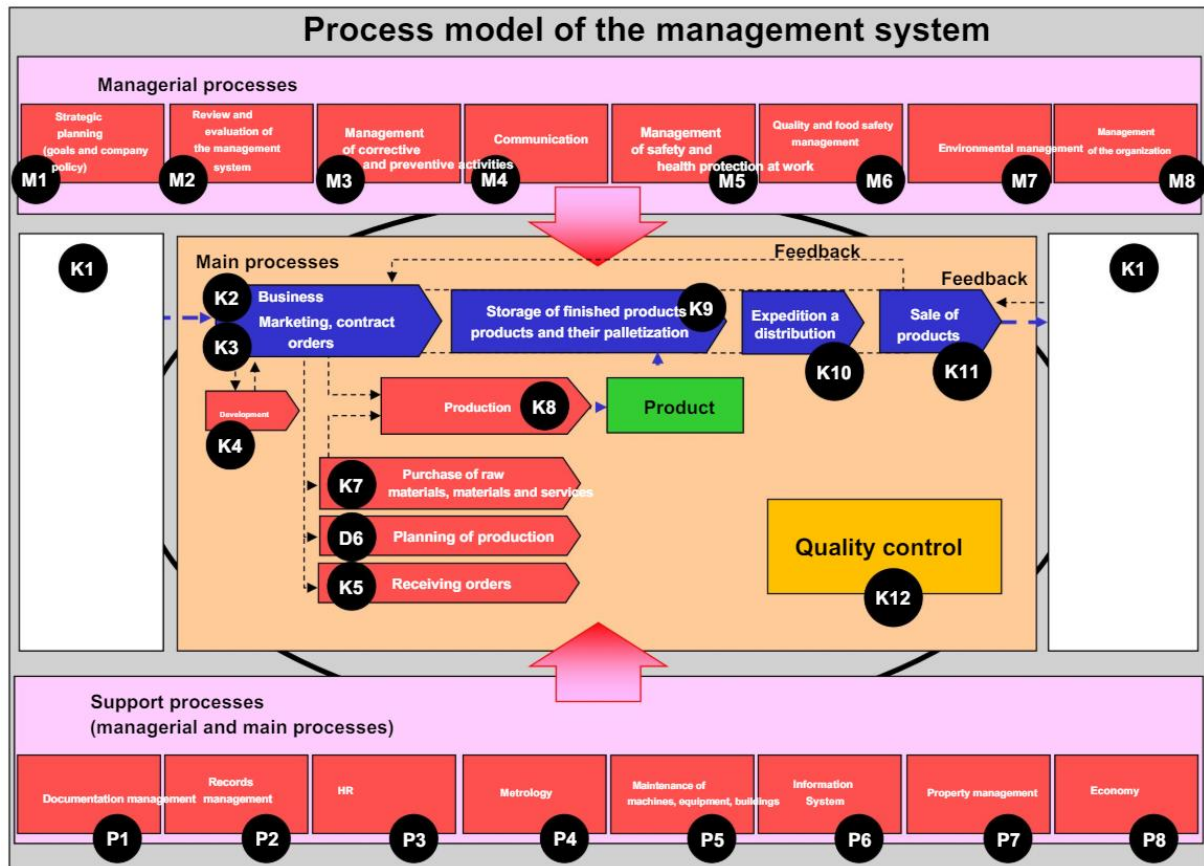 Process model of the management system
Managerial processes
Strategic
planning
(goals and company
policy)
M1
Review and
evaluation of
the management
system
M2
Management
of corrective
and preventive activities
M3
Communication
M4
Management
of safety and
health protection at work
M5
Quality and food safety
management
M6
Environmental management
M7
Management
of the organization
M8
K1
Main processes
Feedback
Feedback
K1
K2
Business
Marketing, contract
orders
K3
Storage of finished products
products and their palletization
K9
Expedition a
distribution
K10
Sale of
products
K11
Development
K4
Production
K8
Product
K7
Purchase of raw
materials, materials and services
D6
Planning of production
K5
Receiving orders
Quality control
K12
Support processes
(managerial and main processes)
Documentation management
P1
Records
management
P2
HR
P3
Metrology
P4
Maintenance of
machines, equipment, buildings
P5
Information
System
P6
Property management
P7
Economy
P8